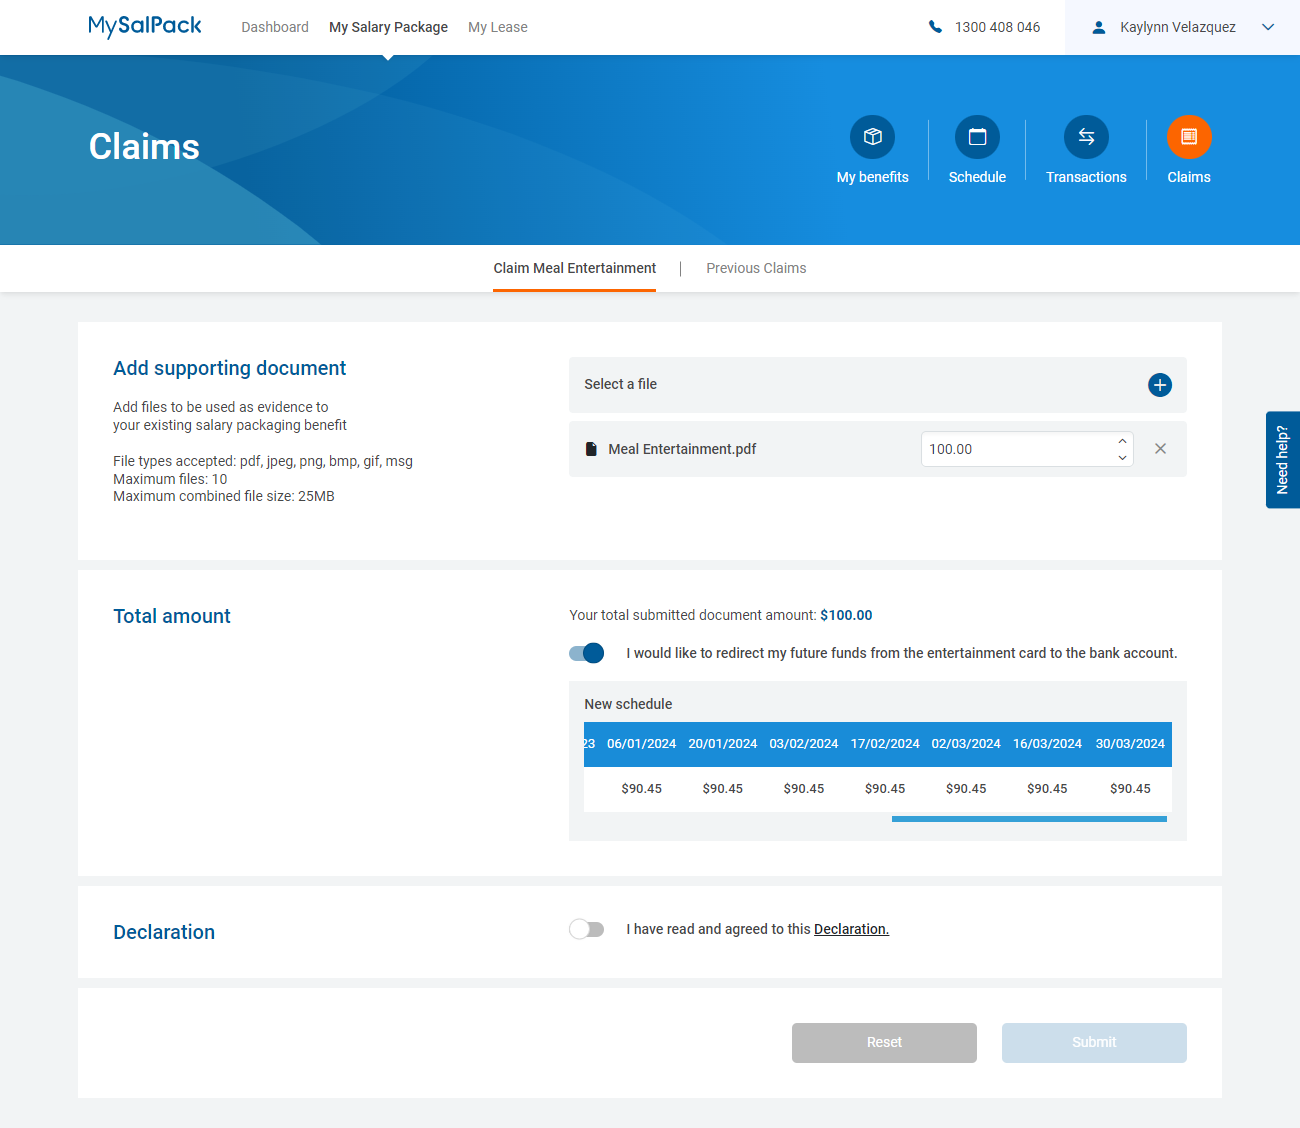 MySalPack
Dashboard
My Salary Package
My Lease
1300 408 046
Kaylynn Velazquez
Claims
My benefits
Schedule
Transactions
Claims
Claim Meal Entertainment
Previous Claims
Add supporting document
Add files to be used as evidence to
your existing salary packaging benefit
File types accepted: pdf, jpeg, png, bmp, gif, msg
Maximum files: 10
Maximum combined file size: 25MB
Select a file
Meal Entertainment.pdf
100.00
Need help?
Total amount
Your total submitted document amount: $100.00
I would like to redirect my future funds from the entertainment card to the bank account.
New schedule
23 06/01/2024 20/01/2024 03/02/2024 17/02/2024 02/03/2024 16/03/2024 30/03/2024
$90.45 $90.45 $90.45 $90.45 $90.45 $90.45 $90.45
Declaration
I have read and agreed to this Declaration.
Reset
Submit